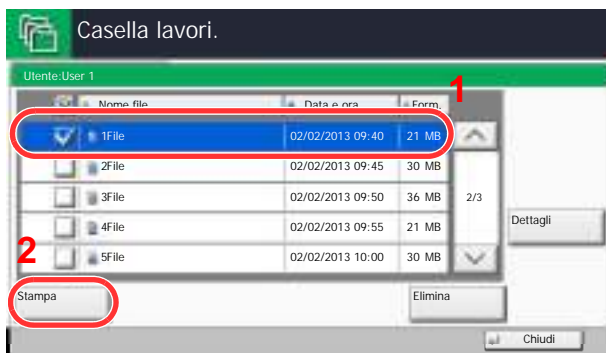 Casella lavori.
Utente:User 1
Nome file Data e ora Form. 1
1File 02/02/2013 09:40 21 MB
2File 02/02/2013 09:45 30 MB
3File 02/02/2013 09:50 36 MB 2/3
4File 02/02/2013 09:55 21 MB Dettagli
2 5File 02/02/2013 10:00 30 MB
Stampa Elimina
Chiudi